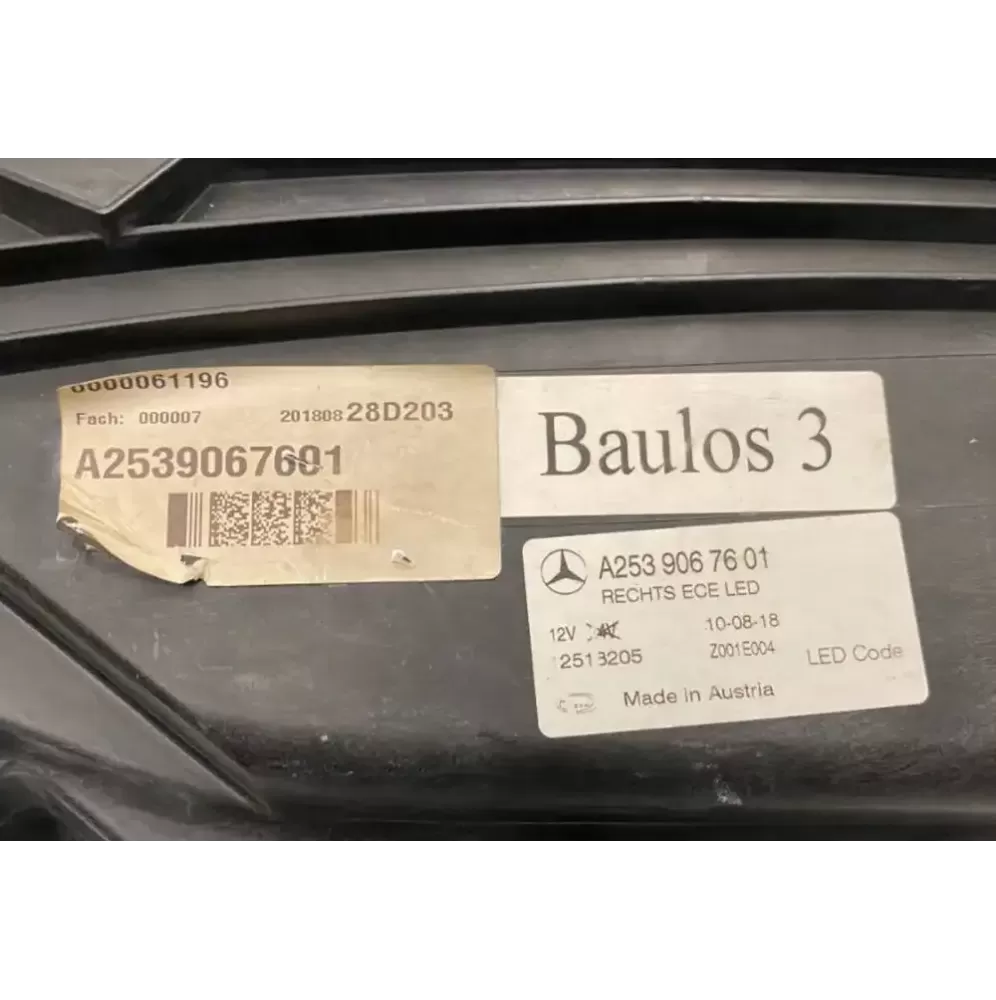 0000061196
Fach: 000007
201808 28D203
A2539067601
Baulos 3
A253 906 76 01
RECHTS ECE LED
12V
10-08-18
12513205
Z001E004
LED Code
Made in Austria